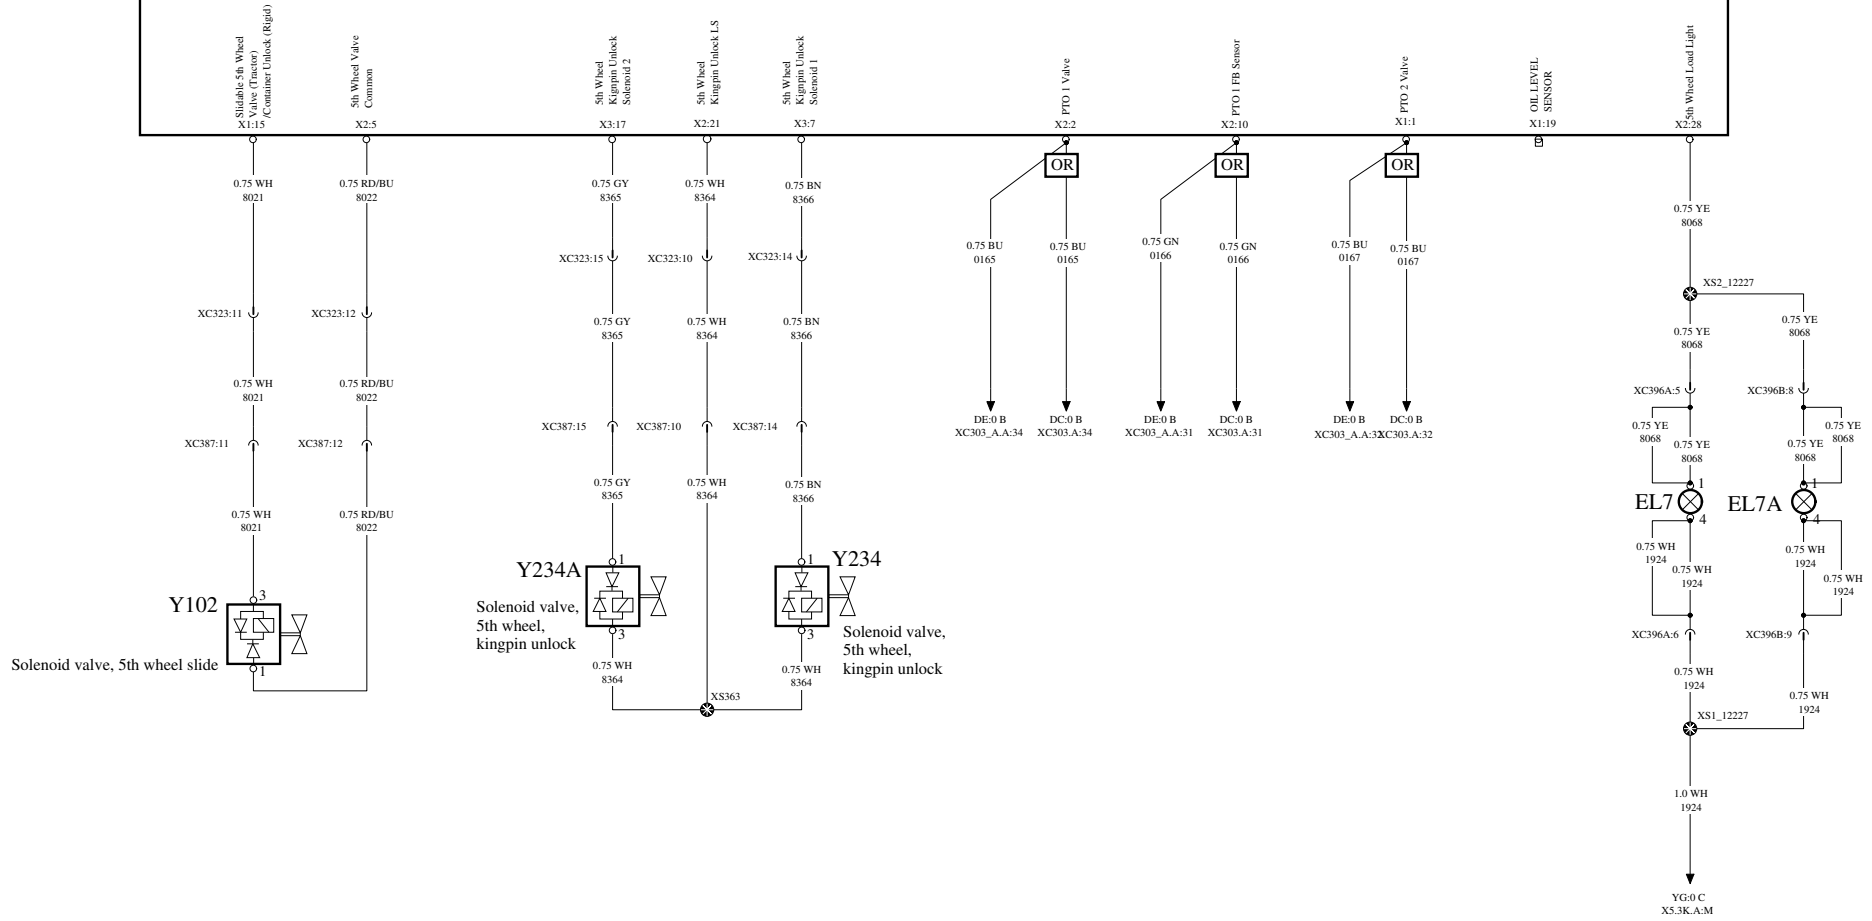 Slidable 5th Wheel
Valve (Tractor)
/Container Unlock (Rigid)
5th Wheel Valve
Common
5th Wheel
Kignpin Unlock
Solenoid 2
5th Wheel
Kingpin Unlock LS
5th Wheel
Kignpin Unlock
Solenoid 1
PTO 1 Valve
PTO 1 FB Sensor
PTO 2 Valve
OIL LEVEL
SENSOR
5th Wheel Load Light
X1:15
X2:5
X3:17
X2:21
X3:7
X2:2
X2:10
X1:1
X1:19
X2:28
OR
OR
OR
0.75 WH
8021
0.75 RD/BU
8022
0.75 GY
8365
0.75 WH
8364
0.75 BN
8366
0.75 YE
8068
0.75 BU
0165
0.75 BU
0165
0.75 GN
0166
0.75 GN
0166
0.75 BU
0167
0.75 BU
0167
XC323:15
XC323:10
XC323:14
XS2_12227
XC323:11
XC323:12
0.75 GY
8365
0.75 WH
8364
0.75 BN
8366
0.75 YE
8068
0.75 YE
8068
0.75 WH
8021
0.75 RD/BU
8022
XC396A:5
XC396B:8
DE:0 B
XC303_A.A:34
DC:0 B
XC303.A:34
DE:0 B
XC303_A.A:31
DC:0 B
XC303.A:31
DE:0 B
XC303_A.A:32
DC:0 B
XC303.A:32
XC387:11
XC387:12
XC387:15
XC387:10
XC387:14
0.75 YE
8068
0.75 YE
8068
0.75 YE
8068
0.75 YE
8068
0.75 WH
8021
0.75 RD/BU
8022
0.75 GY
8365
0.75 WH
8364
0.75 BN
8366
1
EL7
4
1
EL7A
4
0.75 WH
1924
0.75 WH
1924
0.75 WH
1924
0.75 WH
1924
Y234A
1
3
Solenoid valve,
5th wheel,
kingpin unlock
Y234
1
3
Solenoid valve,
5th wheel,
kingpin unlock
Y102
3
1
Solenoid valve, 5th wheel slide
XC396A:6
XC396B:9
0.75 WH
8364
0.75 WH
8364
0.75 WH
1924
0.75 WH
1924
XS363
XS1_12227
1.0 WH
1924
YG:0 C
X5.3K.A:M